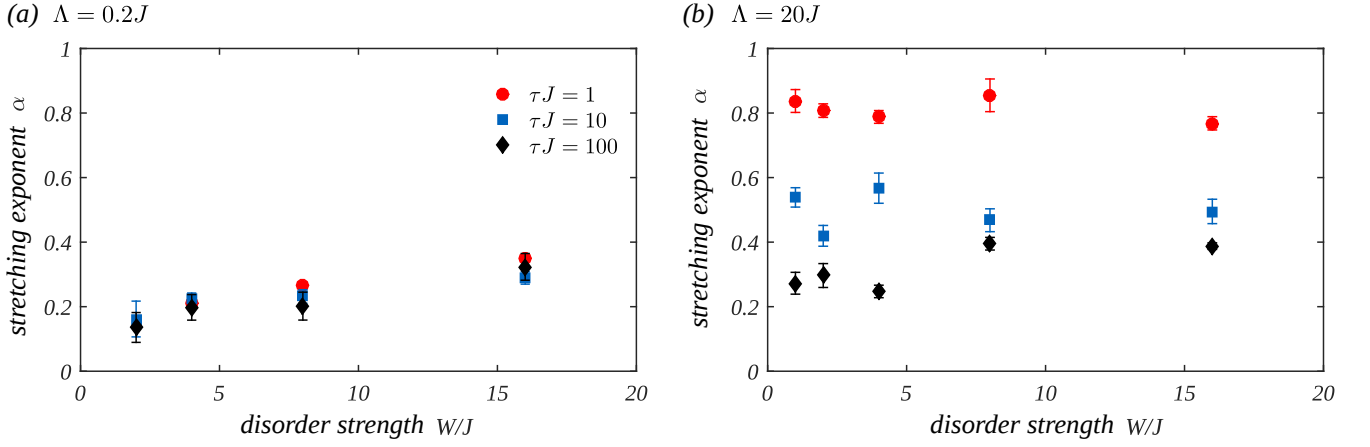 (a) Λ = 0.2J
1
0.8
0.6
0.4
0.2
0
0 5 10 15 20
stretching exponent α
disorder strength W/J
τJ = 1
τJ = 10
τJ = 100
(b) Λ = 20J
1
0.8
0.6
0.4
0.2
0
0 5 10 15 20
stretching exponent α
disorder strength W/J